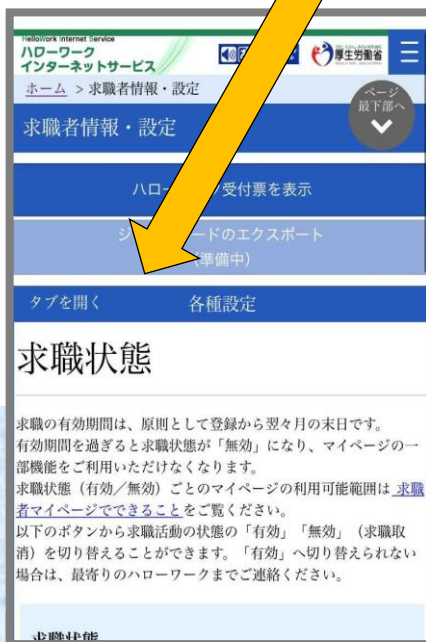 HelloWork Internet Service
ハローワーク
インターネットサービス
厚生労働省
ホーム > 求職者情報・設定
ページ
最下部へ
求職者情報・設定
ハロー 受付票を表示
ードのエクスポート
(準備中)
タブを開く 各種設定
求職状態
求職の有効期間は、原則として登録から翌々月の末日です。
有効期間を過ぎると求職状態が「無効」になり、マイページの一
部機能をご利用いただけなくなります。
求職状態（有効／無効）ごとのマイページの利用可能範囲は 求職
者マイページでできることをご覧ください。
以下のボタンから求職活動の状態の「有効」「無効」（求職取
消）を切り替えることができます。「有効」へ切り替えられない
場合は、最寄りのハローワークまでご連絡ください。
求職状態